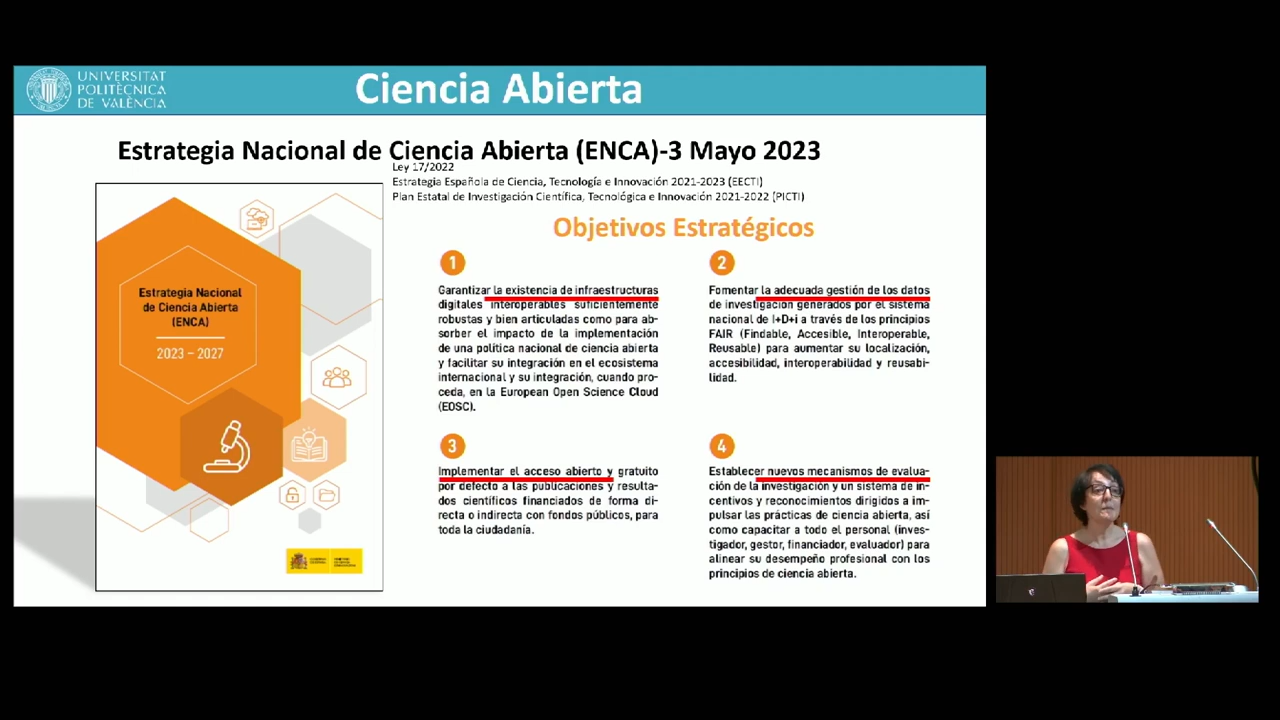 UNIVERSITAT
POLITÈCNICA
DE VALÈNCIA
Ciencia Abierta
Estrategia Nacional de Ciencia Abierta (ENCA)-3 Mayo 2023
Ley 17/2022
Estrategia Española de Ciencia, Tecnología e Innovación 2021-2023 (EECTI)
Plan Estatal de Investigación Científica, Tecnológica e Innovación 2021-2022 (PICTI)
Estrategia Nacional
de Ciencia Abierta
(ENCA)
2023 – 2027
Objetivos Estratégicos
1
Garantizar la existencia de infraestructuras
digitales interoperables suficientemente
robustas y bien articuladas como para ab-
sorber el impacto de la implementación
de una política nacional de ciencia abierta
y facilitar su integración en el ecosistema
internacional y su integración, cuando pro-
ceda, en la European Open Science Cloud
(EOSC).
2
Fomentar la adecuada gestión de los datos
de investigación generados por el sistema
nacional de I+D+i a través de los principios
FAIR (Findable, Accesible, Interoperable,
Reusable) para aumentar su localización,
accesibilidad, interoperabilidad y reusabi-
lidad.
3
Implementar el acceso abierto y gratuito
por defecto a las publicaciones y resulta-
dos científicos financiados de forma di-
recta o indirecta con fondos públicos, para
toda la ciudadanía.
4
Establecer nuevos mecanismos de evalua-
ción de la investigación y un sistema de in-
centivos y reconocimientos dirigidos a im-
pulsar las prácticas de ciencia abierta, así
como capacitar a todo el personal (inves-
tigador, gestor, financiador, evaluador) para
alinear su desempeño profesional con los
principios de ciencia abierta.